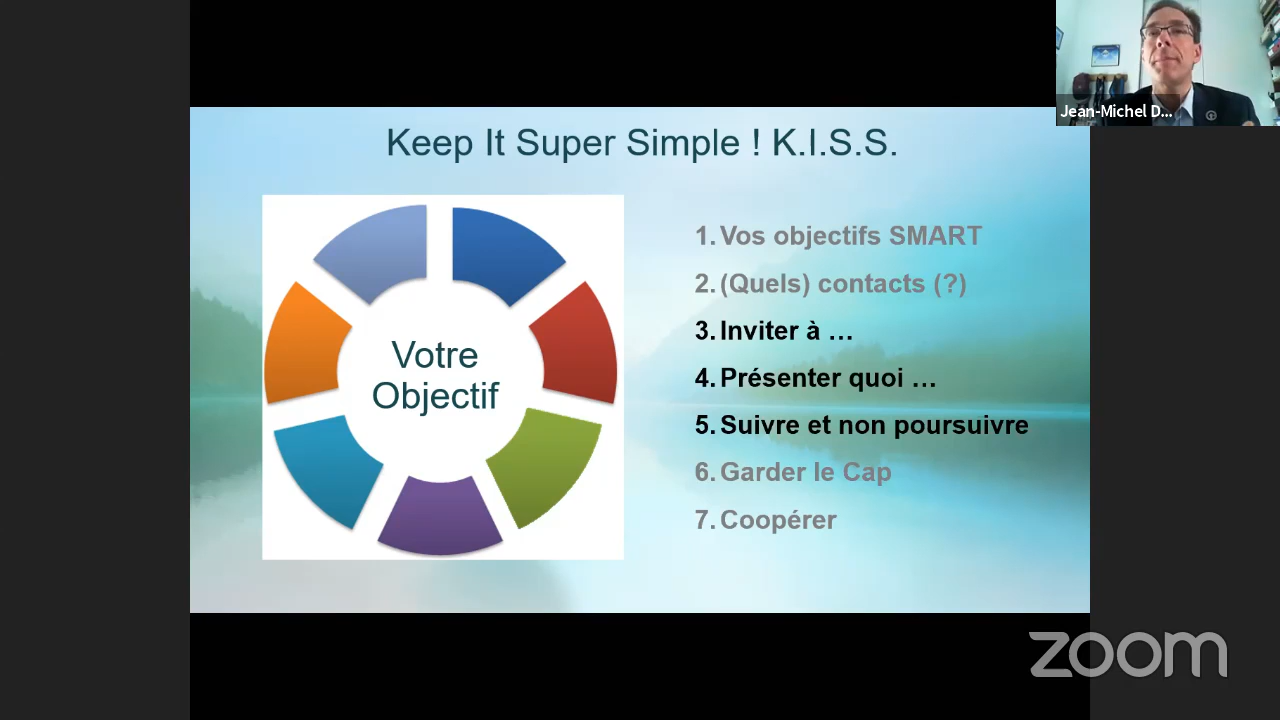 Jean-Michel D...
Keep It Super Simple ! K.I.S.S.
Votre
Objectif
1. Vos objectifs SMART
2. (Quels) contacts (?)
3. Inviter à …
4. Présenter quoi …
5. Suivre et non poursuivre
6. Garder le Cap
7. Coopérer
zoom